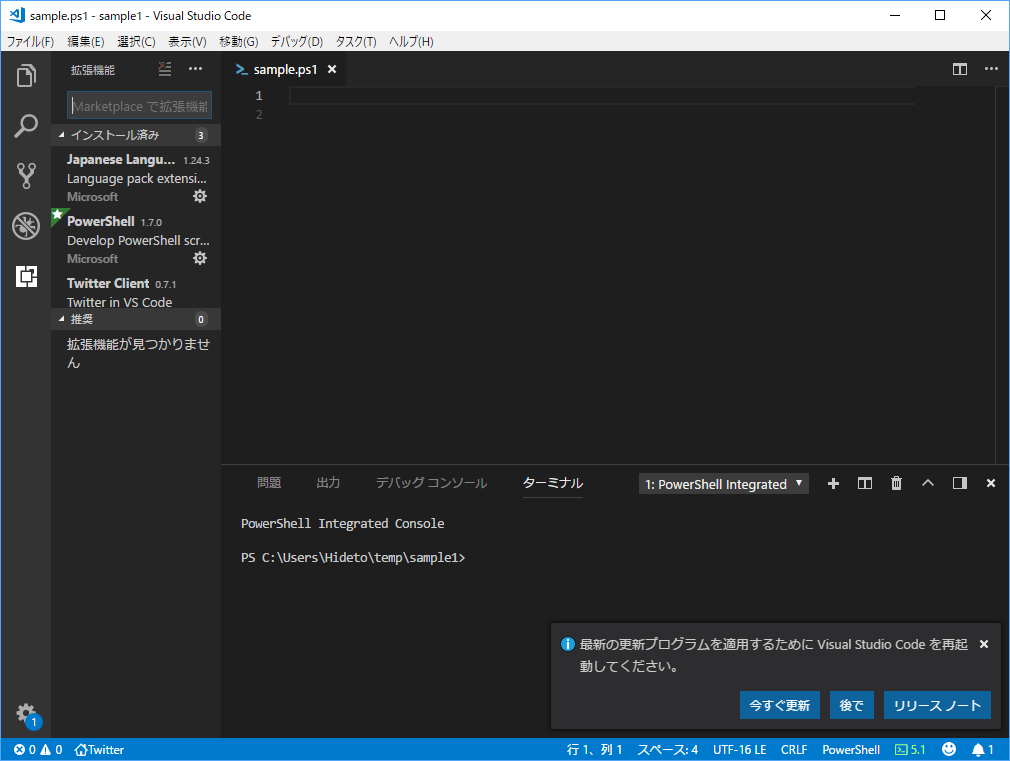 sample.ps1 - sample1 - Visual Studio Code
ファイル(F) 編集(E) 選択(C) 表示(V) 移動(G) デバッグ(D) タスク(T) ヘルプ(H)
拡張機能
Marketplace で拡張機能
インストール済み 3
Japanese Langu... 1.24.3
Language pack extensi...
Microsoft
PowerShell 1.7.0
Develop PowerShell scr...
Microsoft
Twitter Client 0.7.1
Twitter in VS Code
推奨 0
拡張機能が見つかりませ
ん
sample.ps1
1
2
問題 出力 デバッグ コンソール ターミナル 1: PowerShell Integrated
PowerShell Integrated Console
PS C:\Users\Hideto\temp\sample1>
最新の更新プログラムを適用するために Visual Studio Code を再起
動してください。
今すぐ更新 後で リリース ノート
1
0 0 Twitter 行 1、列 1 スペース: 4 UTF-16 LE CRLF PowerShell 5.1 1